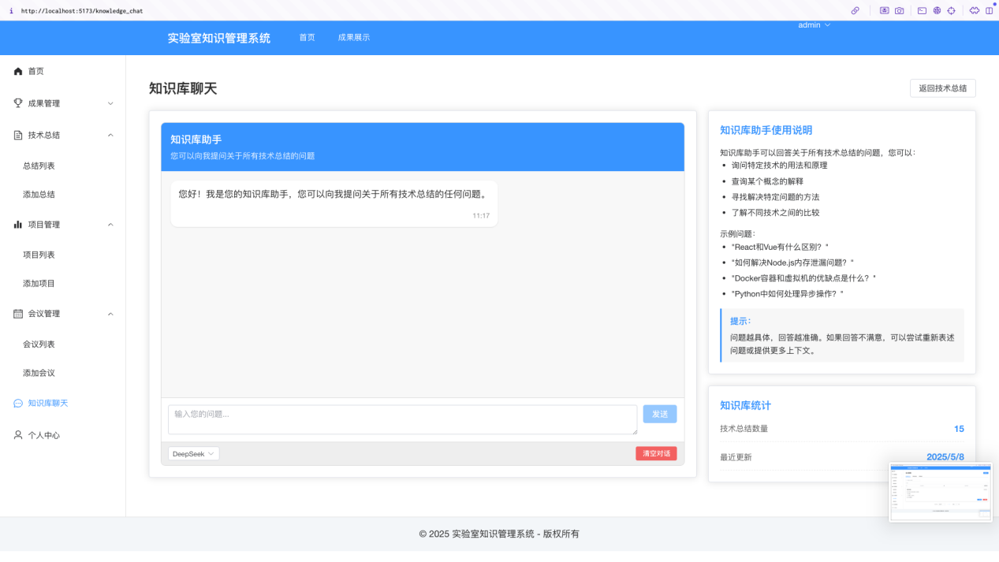 http://localhost:5173/knowledge_chat
实验室知识管理系统
首页
成果展示
admin
首页
成果管理
技术总结
总结列表
添加总结
项目管理
项目列表
添加项目
会议管理
会议列表
添加会议
知识库聊天
个人中心
知识库聊天
返回技术总结
知识库助手
您可以向我提问关于所有技术总结的问题
您好！我是您的知识库助手，您可以向我提问关于所有技术总结的任何问题。
11:17
输入您的问题...
发送
DeepSeek
清空对话
知识库助手使用说明
知识库助手可以回答关于所有技术总结的问题，您可以：
• 询问特定技术的用法和原理
• 查询某个概念的解释
• 寻找解决特定问题的方法
• 了解不同技术之间的比较
示例问题：
• "React和Vue有什么区别？"
• "如何解决Node.js内存泄漏问题？"
• "Docker容器和虚拟机的优缺点是什么？"
• "Python中如何处理异步操作？"
提示：
问题越具体，回答越准确。如果回答不满意，可以尝试重新表述
问题或提供更多上下文。
知识库统计
技术总结数量
15
最近更新
2025/5/8
© 2025 实验室知识管理系统 - 版权所有